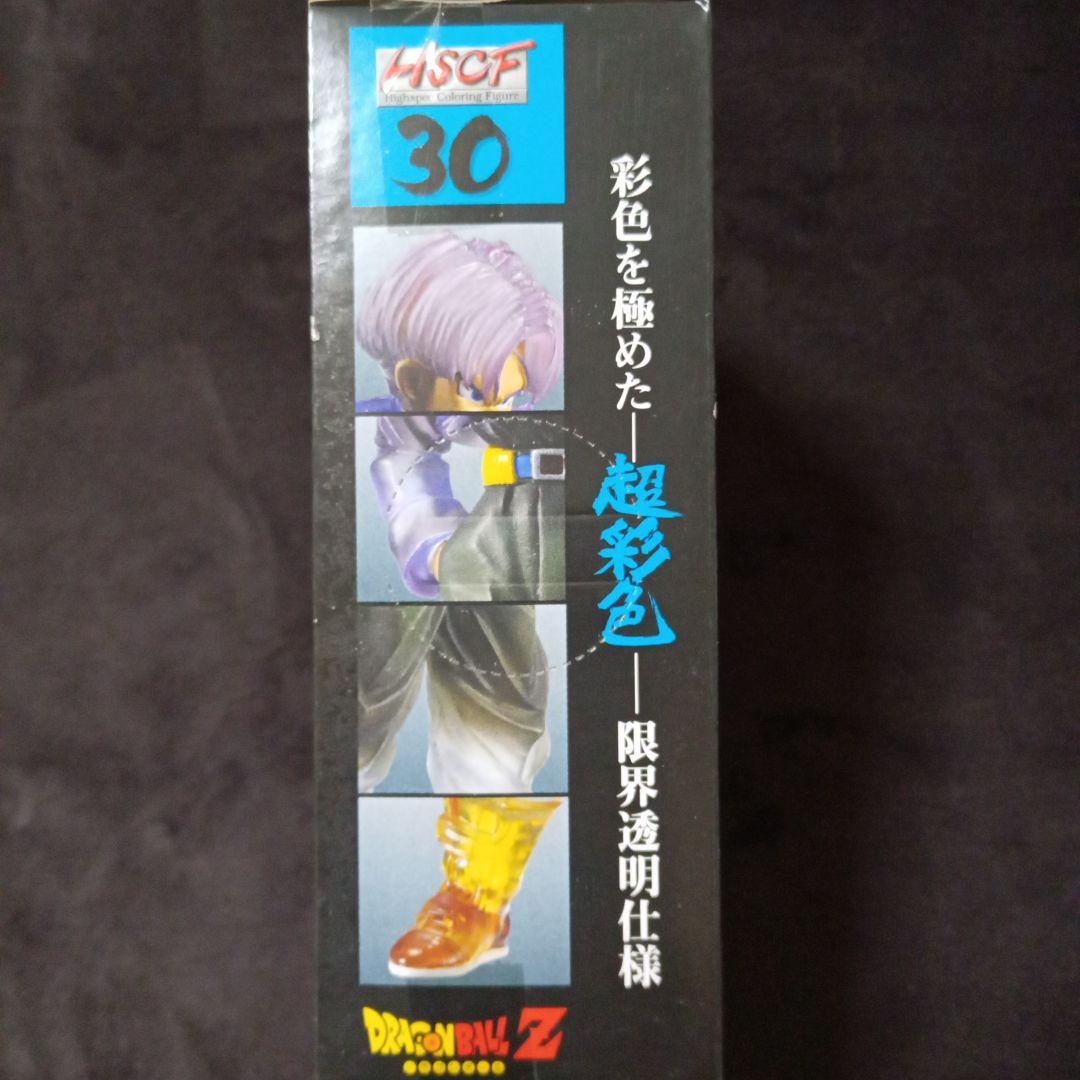 HSCF
Highspec Coloring Figure
30
彩色を極めた―超彩色―限界透明仕様
DRAGON BALL Z